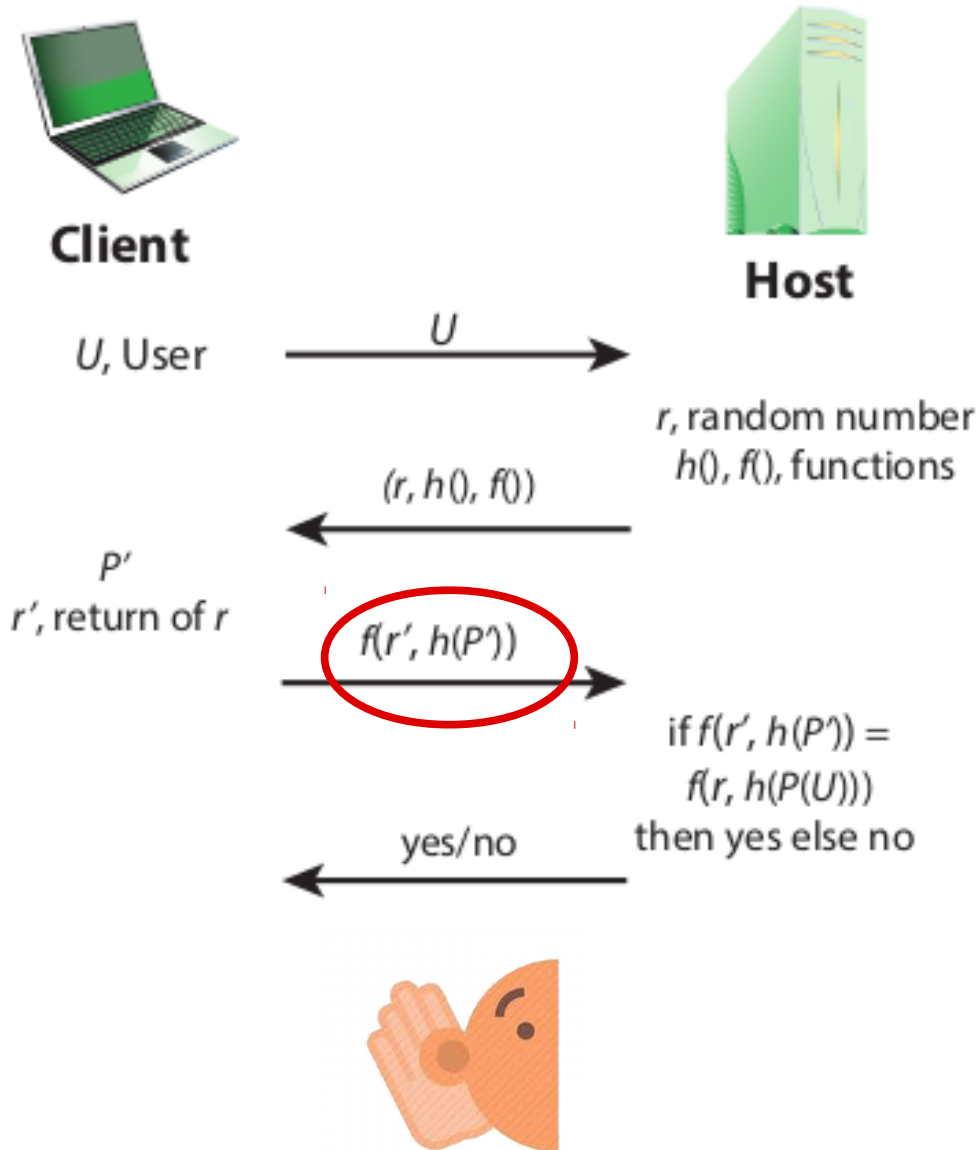 Client
Host
U, User
U
r, random number
h(), f(), functions
(r, h(), f())
P′
r′, return of r
f(r′, h(P′))
if f(r′, h(P′)) =
f(r, h(P(U)))
then yes else no
yes/no